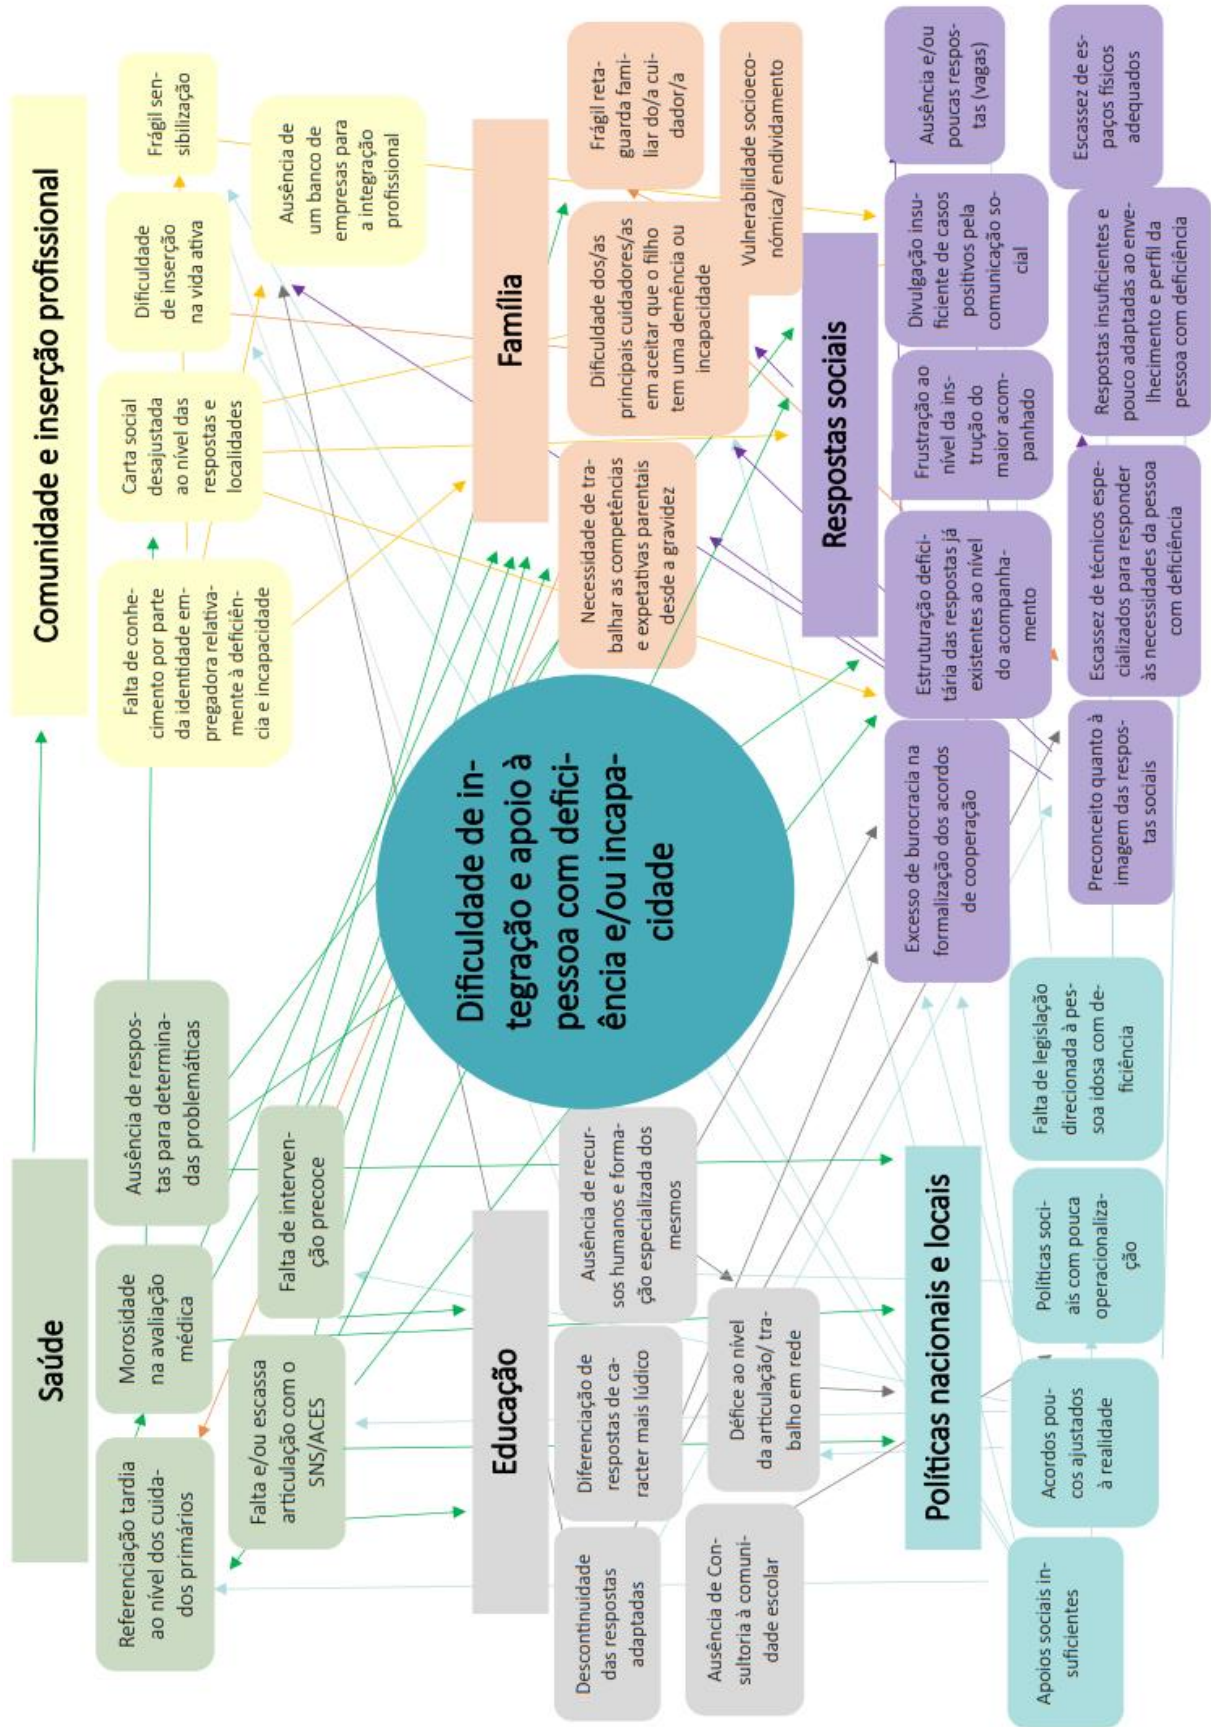 Saúde
Referenciação tardia
ao nível dos cuida-
dos primários
Morosidade
na avaliação
médica
Ausência de respos-
tas para determina-
das problemáticas
Falta e/ou escassa
articulação com o
SNS/ACES
Falta de interven-
ção precoce
Comunidade e inserção profissional
Falta de conhe-
cimento por parte
da identidade em-
pregadora relativa-
mente à deficiên-
cia e incapacidade
Carta social
desajustada
ao nível das
respostas e
localidades
Dificuldade
de inserção
na vida ativa
Frágil sen-
sibilização
Ausência de
um banco de
empresas para
a integração
profissional
Dificuldade de in-
tegração e apoio à
pessoa com defici-
ência e/ou incapa-
cidade
Educação
Descontinuidade
das respostas
adaptadas
Diferenciação de
respostas de ca-
racter mais lúdico
Ausência de recur-
sos humanos e forma-
ção especializada dos
mesmos
Ausência de Con-
sultoria à comuni-
dade escolar
Défice ao nível
da articulação/ tra-
balho em rede
Família
Necessidade de tra-
balhar as competências
e expetativas parentais
desde a gravidez
Dificuldade dos/as
principais cuidadores/as
em aceitar que o filho
tem uma demência ou
incapacidade
Frágil reta-
guarda fami-
liar do/a cui-
dador/a
Vulnerabilidade socioeco-
nómica/ endividamento
Políticas nacionais e locais
Apoios sociais in-
suficientes
Acordos pou-
cos ajustados
à realidade
Políticas soci-
ais com pouca
operacionaliza-
ção
Falta de legislação
direcionada à pes-
soa idosa com de-
ficiência
Respostas sociais
Excesso de burocracia na
formalização dos acordos
de cooperação
Estruturação defici-
tária das respostas já
existentes ao nível
do acompanha-
mento
Frustração ao
nível da ins-
trução do
maior acom-
panhado
Divulgação insu-
ficiente de casos
positivos pela
comunicação so-
cial
Ausência e/ou
poucas respos-
tas (vagas)
Preconceito quanto à
imagem das respos-
tas sociais
Escassez de técnicos espe-
cializados para responder
às necessidades da pessoa
com deficiência
Respostas insuficientes e
pouco adaptadas ao enve-
lhecimento e perfil da
pessoa com deficiência
Escassez de es-
paços físicos
adequados